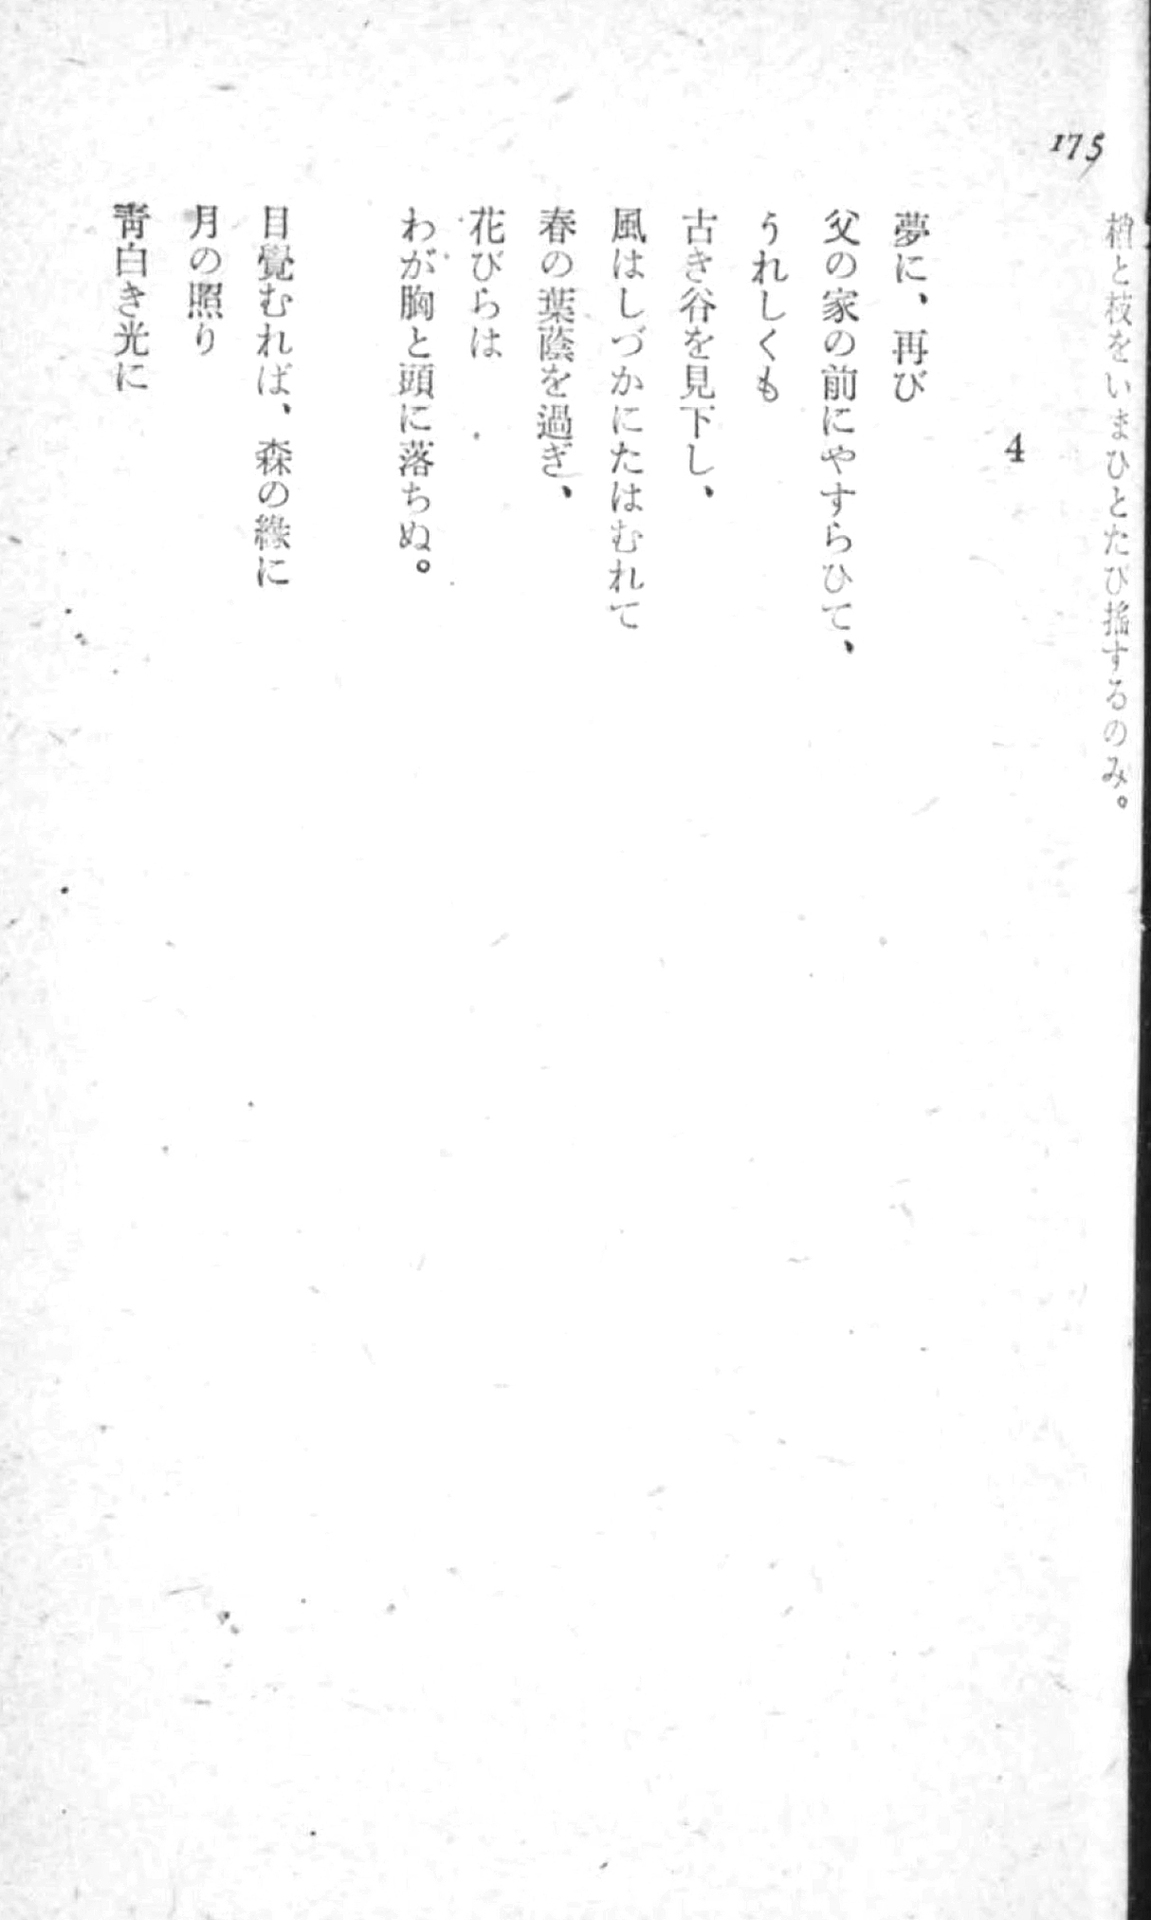 175
梢と枝をいまひとたび搖するのみ。
4
夢に、再び
父の家の前にやすらひて、
うれしくも
古き谷を見下し、
風はしづかにたはむれて
春の葉蔭を過ぎ、
花びらは
わが胸と頭に落ちぬ。
目覺むれば、森の綠に
月の照り
靑白き光に